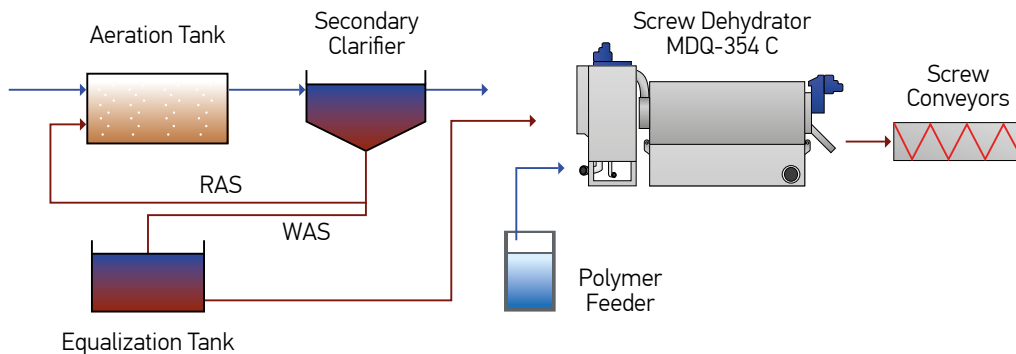 Aeration Tank
Secondary
Clarifier
Screw Dehydrator
MDQ-354 C
Screw
Conveyors
RAS
WAS
Polymer
Feeder
Equalization Tank